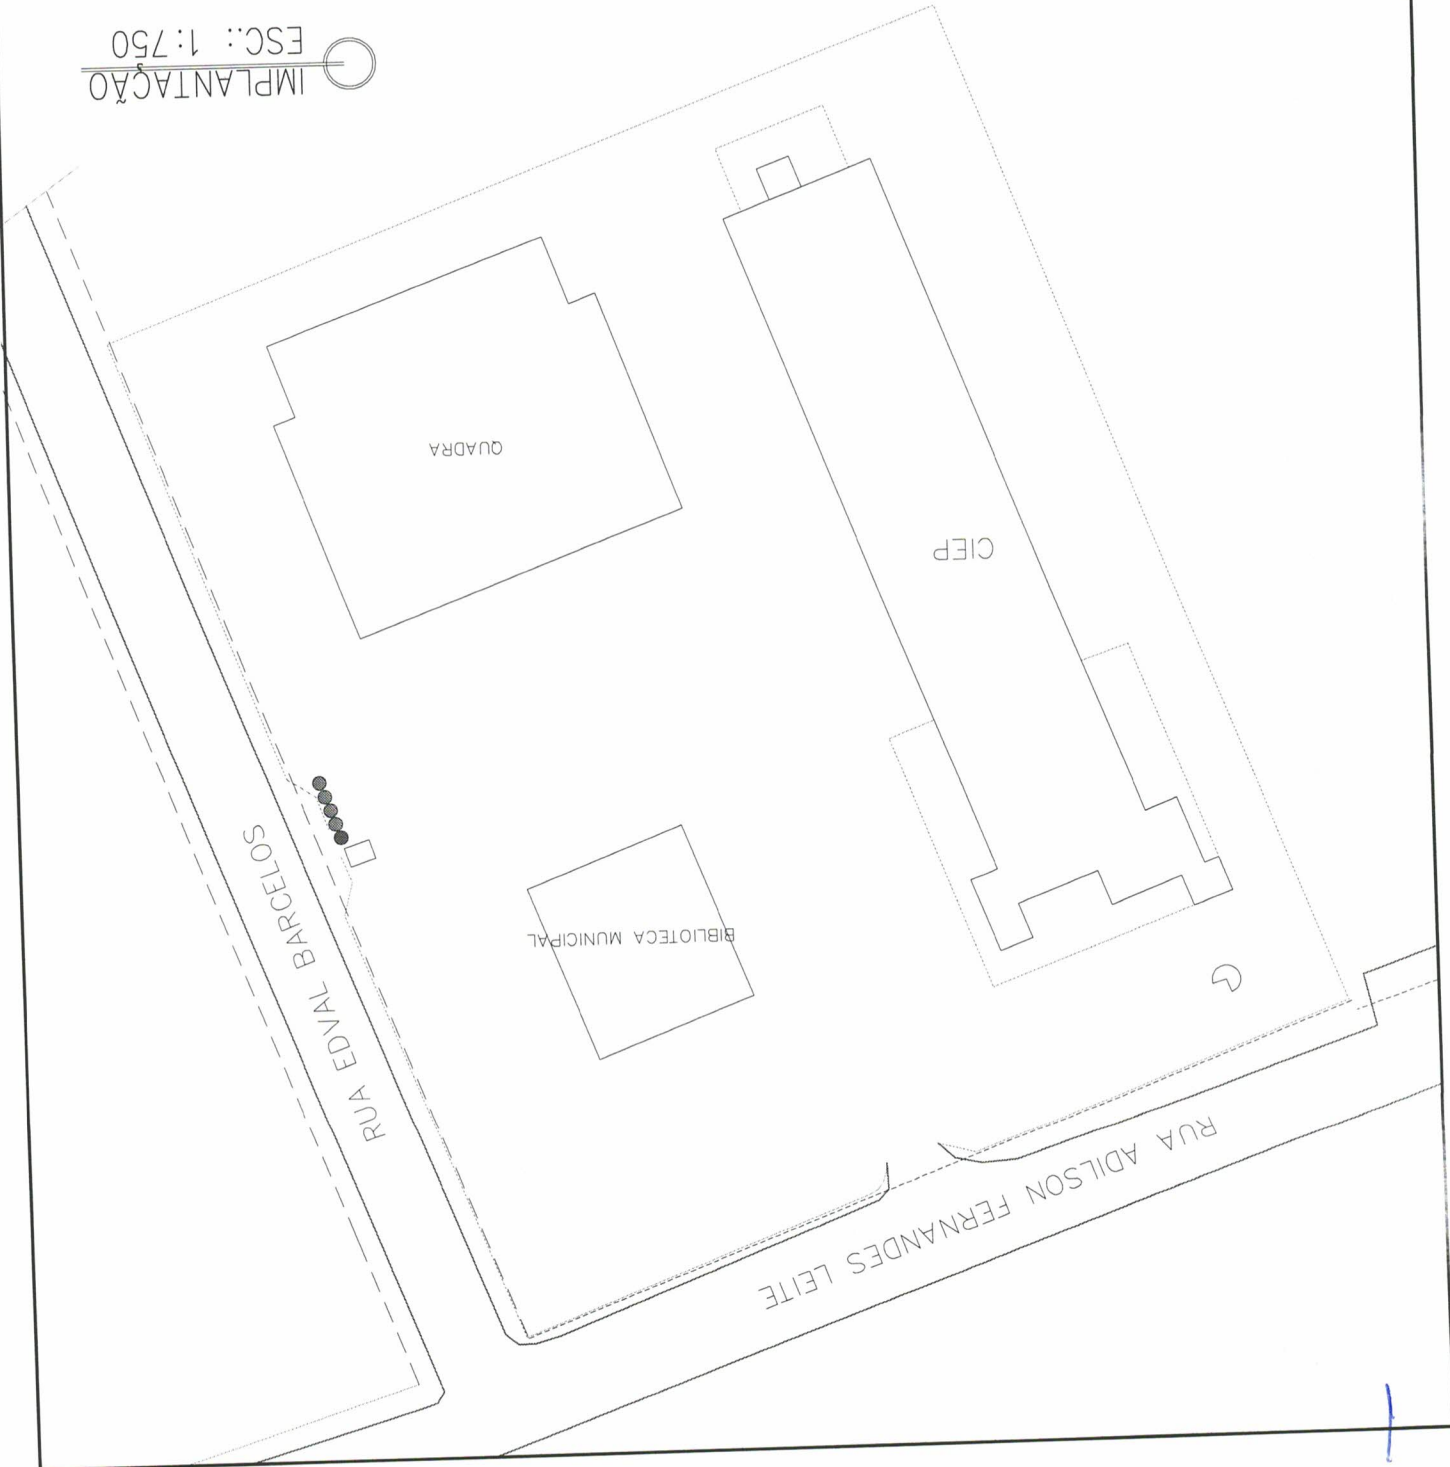 RUA ADILSON FERNANDES LEITE
BIBLIOTECA MUNICIPAL
RUA EDVAL BARCELOS
CIEP
QUADRA
IMPLANTAÇÃO
ESC.: 1:750